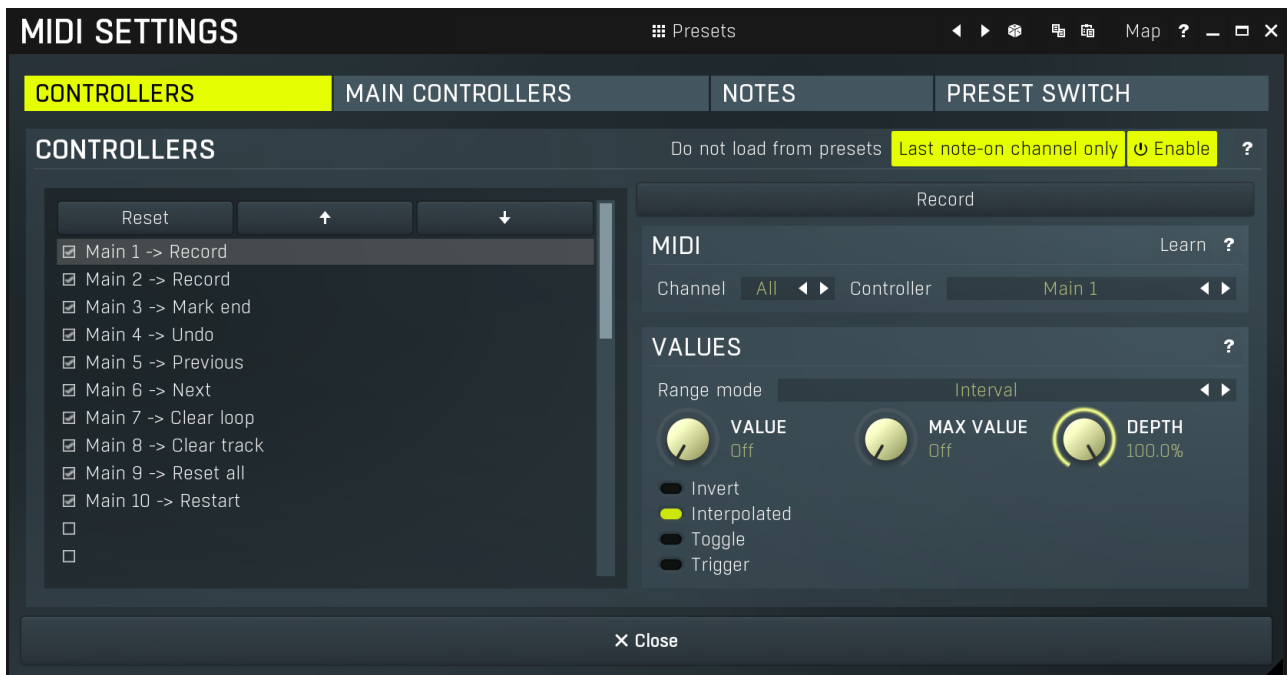 MIDI SETTINGS Presets Map ?
CONTROLLERS MAIN CONTROLLERS NOTES PRESET SWITCH
CONTROLLERS Do not load from presets Last note-on channel only Enable ?
Reset
Main 1 -> Record
Main 2 -> Record
Main 3 -> Mark end
Main 4 -> Undo
Main 5 -> Previous
Main 6 -> Next
Main 7 -> Clear loop
Main 8 -> Clear track
Main 9 -> Reset all
Main 10 -> Restart
Record
MIDI Learn ?
Channel All Controller Main 1
VALUES ?
Range mode Interval
VALUE MAX VALUE DEPTH
Off Off 100.0%
Invert
Interpolated
Toggle
Trigger
Close